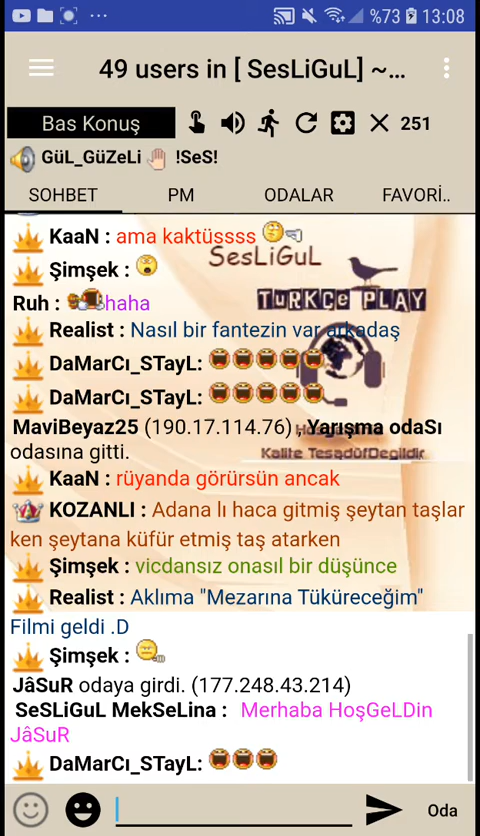 %73 13:08
49 users in [ SesLiGuL] ~...
Bas Konuş 251
GüL_GüZeLi !SeS!
SOHBET PM ODALAR FAVORİ..
KaaN : ama kaktüssss
SesLiGuL
Şimşek :
TURKÇe PLAY
Ruh : haha
Realist : Nasıl bir fantezin var arkadaş
DaMarCı_STayL:
DaMarCı_STayL:
MaviBeyaz25 (190.17.114.76) , Yarışma odaSı
odasına gitti.
Kalite TesadüfDegildir
KaaN : rüyanda görürsün ancak
KOZANLI : Adana lı haca gitmiş şeytan taşlar
ken şeytana küfür etmiş taş atarken
Şimşek : vicdansız onasıl bir düşünce
Realist : Aklıma "Mezarına Tüküreceğim"
Filmi geldi .D
Şimşek :
JâSuR odaya girdi. (177.248.43.214)
SeSLiGuL MekSeLina : Merhaba HoşGeLDin
JâSuR
DaMarCı_STayL:
Oda